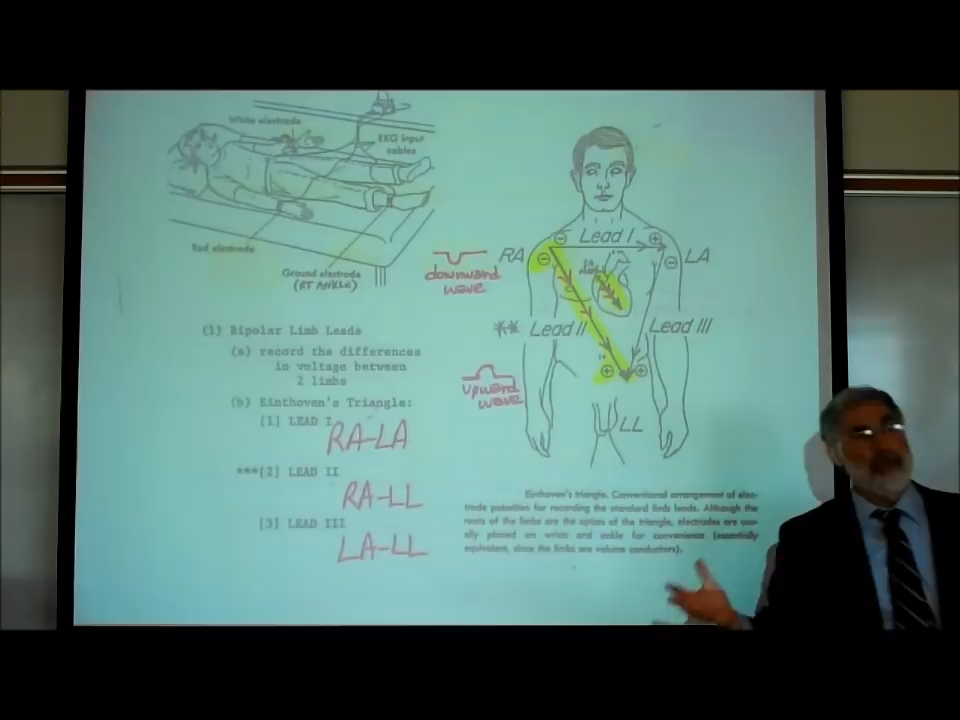 White electrode
EKG input
cables
Red electrode
Ground electrode
(RT ANKLE)
(1) Bipolar Limb Leads
(a) record the differences
in voltage between
2 limbs
(b) Einthoven's Triangle:
[1] LEAD I
RA-LA
***[2] LEAD II
RA-LL
[3] LEAD III
LA-LL
Lead I
RA
LA
downward
wave
** Lead II
Lead III
upward
wave
LL
Einthoven's triangle. Conventional arrangement of elec-
trode polarities for recording the standard limb leads. Although the
roots of the limbs are the apices of the triangle, electrodes are usu-
ally placed on wrists and ankle for convenience (essentially
equivalent, since the limbs are volume conductors).